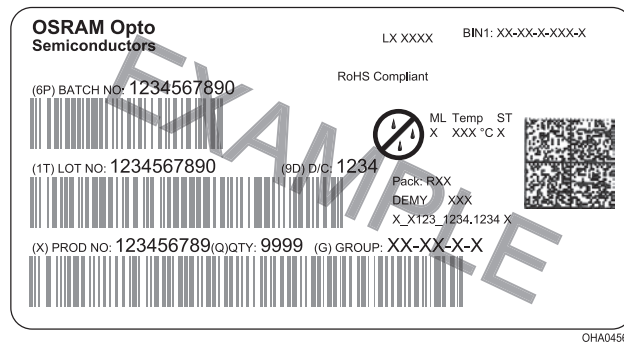 OSRAM Opto
Semiconductors
LX XXXX
BIN1: XX-XX-X-XXX-X
RoHS Compliant
(6P) BATCH NO: 1234567890
ML Temp ST
X XXX °C X
(1T) LOT NO: 1234567890
(9D) D/C: 1234
Pack: RXX
DEMY XXX
X_X123_1234.1234 X
(X) PROD NO: 123456789(Q)QTY: 9999 (G) GROUP: XX-XX-X-X
EXAMPLE